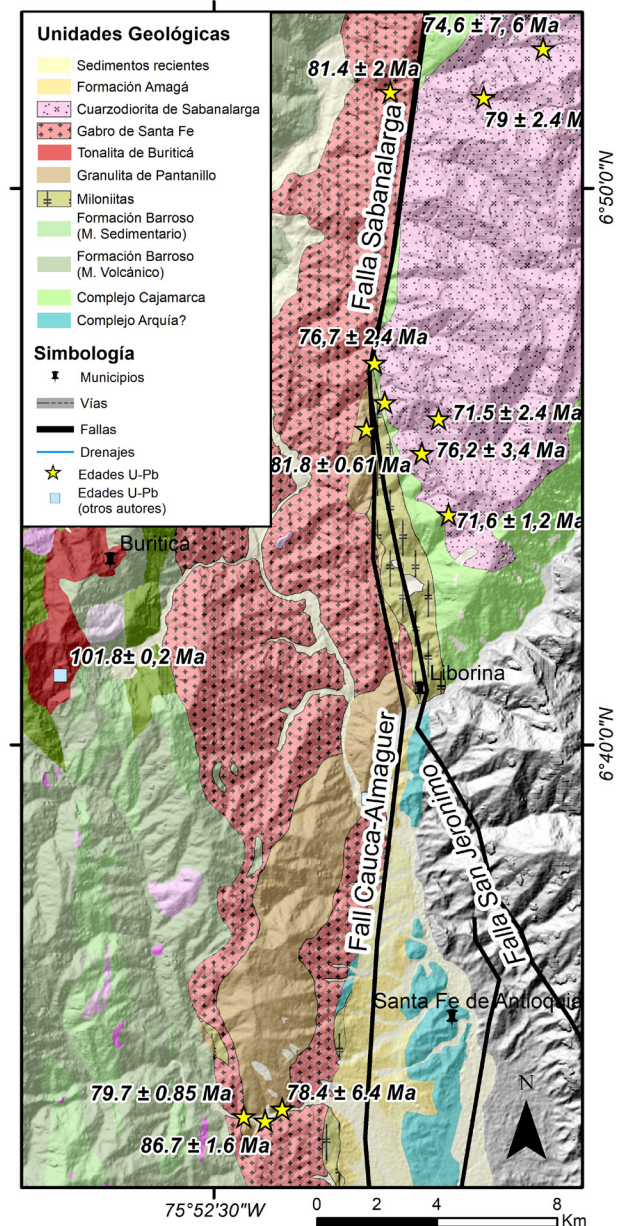 Unidades Geológicas
Sedimentos recientes
Formación Amagá
Cuarzodiorita de Sabanalarga
Gabro de Santa Fe
Tonalita de Buriticá
Granulita de Pantanillo
Miloniitas
Formación Barroso
(M. Sedimentario)
Formación Barroso
(M. Volcánico)
Complejo Cajamarca
Complejo Arquía?
Simbología
Municipios
Vías
Fallas
Drenajes
Edades U-Pb
Edades U-Pb
(otros autores)
74,6 ± 7, 6 Ma
81.4 ± 2 Ma
79 ± 2.4 M
Falla Sabanalarga
6°50'0"N
76,7 ± 2,4 Ma
71.5 ± 2.4 Ma
76,2 ± 3,4 Ma
81.8 ± 0.61 Ma
71,6 ± 1,2 Ma
Buriticá
101.8± 0,2 Ma
Liborina
6°40'0"N
Fall Cauca-Almaguer
Falla San Jeronimo
Santa Fe de Antioquia
79.7 ± 0.85 Ma
78.4 ± 6.4 Ma
86.7 ± 1.6 Ma
N
75°52'30"W
0 2 4 8
Km